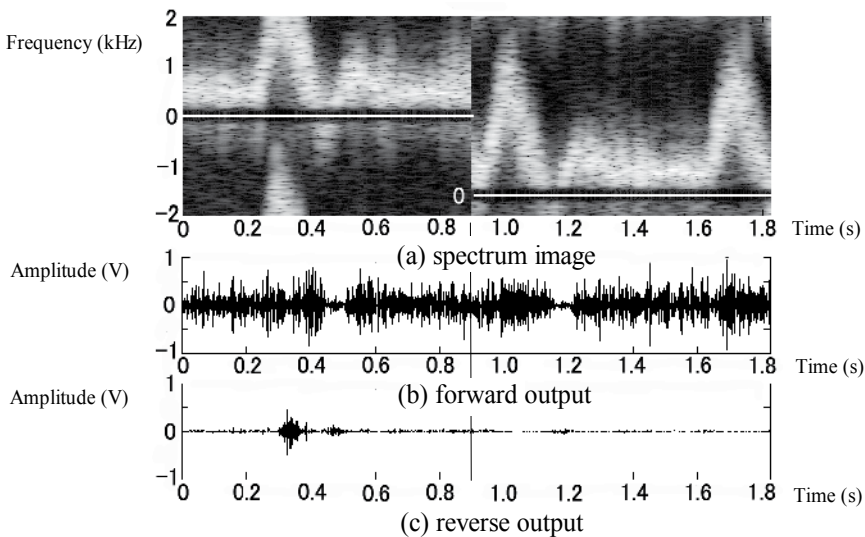 Frequency (kHz)
2
1
0
-1
-2
0
0 0.2 0.4 0.6 0.8 1.0 1.2 1.4 1.6 1.8
Time (s)
(a) spectrum image
Amplitude (V)
1
0
-1
0 0.2 0.4 0.6 0.8 1.0 1.2 1.4 1.6 1.8
Time (s)
(b) forward output
Amplitude (V)
1
0
-1
0 0.2 0.4 0.6 0.8 1.0 1.2 1.4 1.6 1.8
Time (s)
(c) reverse output